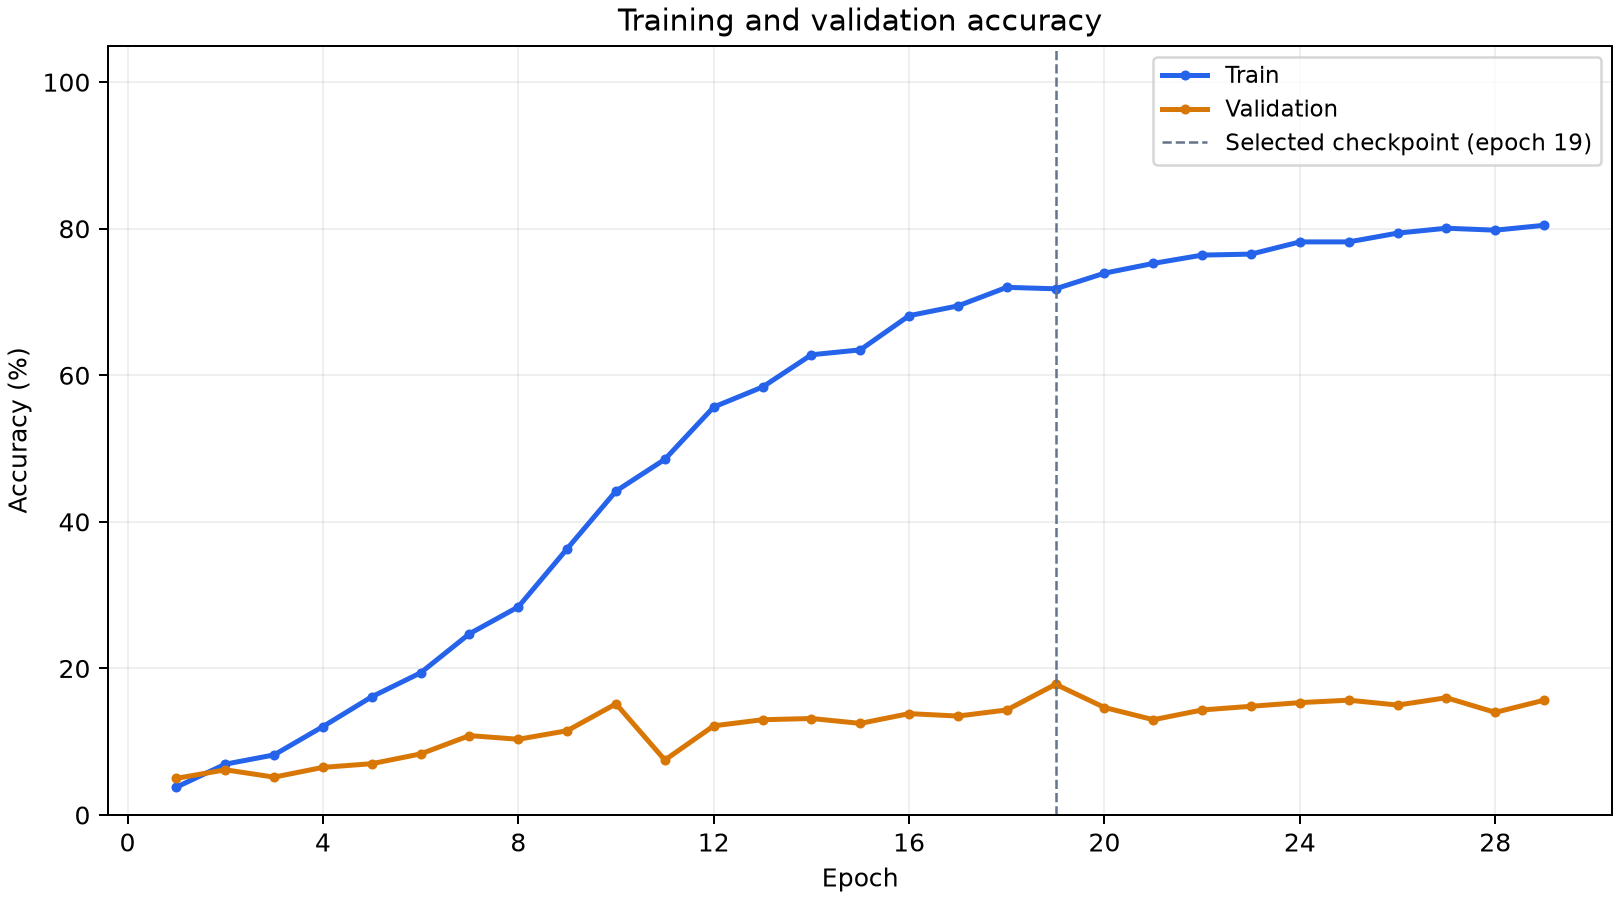 Training and validation accuracy
Train
Validation
Selected checkpoint (epoch 19)
Accuracy (%)
100
80
60
40
20
0
0 4 8 12 16 20 24 28
Epoch